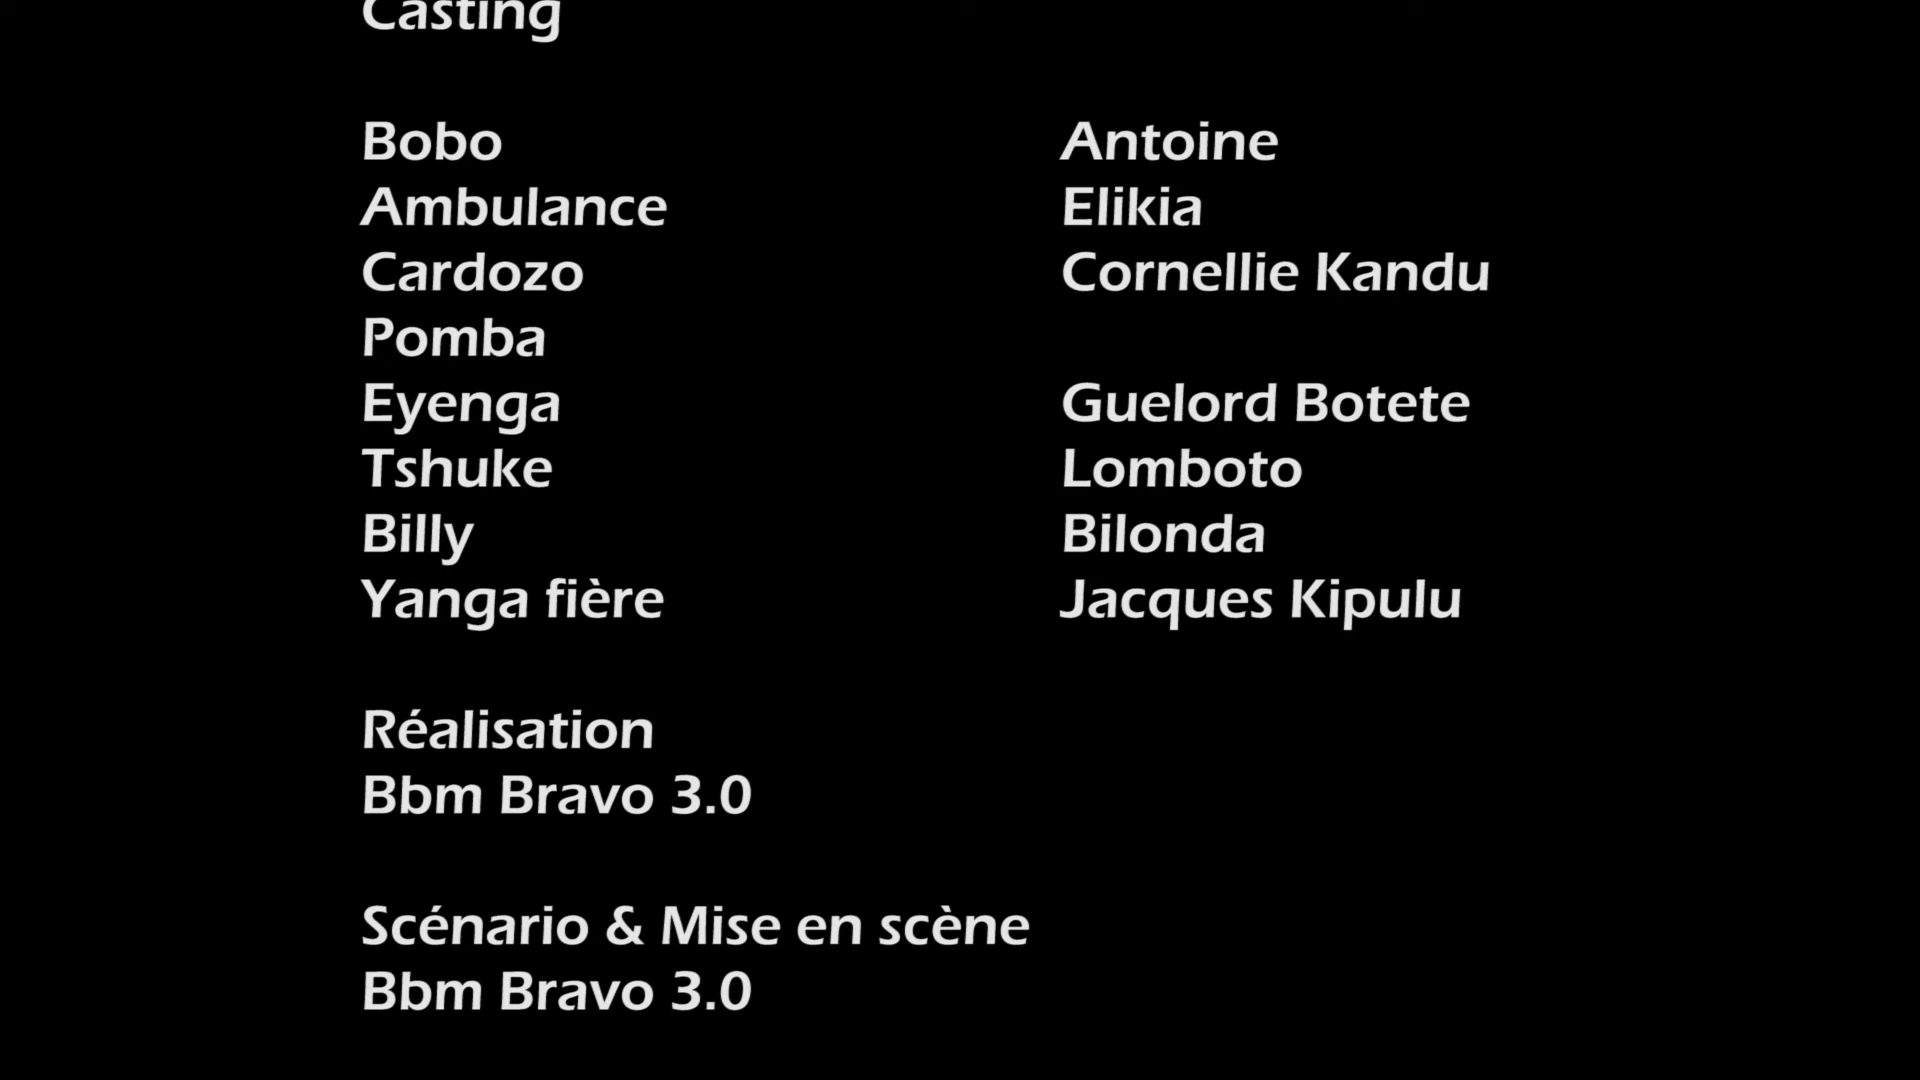 Casting
Bobo Antoine
Ambulance Elikia
Cardozo Cornellie Kandu
Pomba
Eyenga Guelord Botete
Tshuke Lomboto
Billy Bilonda
Yanga fière Jacques Kipulu
Réalisation
Bbm Bravo 3.0
Scénario & Mise en scène
Bbm Bravo 3.0